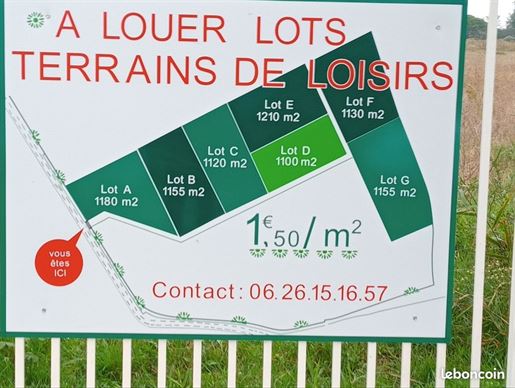 A LOUER LOTS
TERRAINS DE LOISIRS
Lot E
1210 m2
Lot F
1130 m2
Lot C
1120 m2
Lot D
1100 m2
Lot B
1155 m2
Lot A
1180 m2
Lot G
1155 m2
1,€50/m²
vous
êtes
ICI
Contact: 06.26.15.16.57
leboncoin